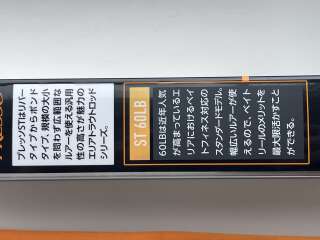 プレッソSTはリバー
タイプからポンド
タイプ、規模の大小
を問わず広範囲な
ルアーを使える汎用
性の高さが魅力の
エリアトラウトロッド
シリーズ。
ST 60LB
60LBは近年人気
が高まっているエ
リアにおけるベイ
トフィネス対応の
スタンダードモデル。
幅広いルアーが使
えるので、ベイト
リールのメリットを
最大限活かすこと
ができる。